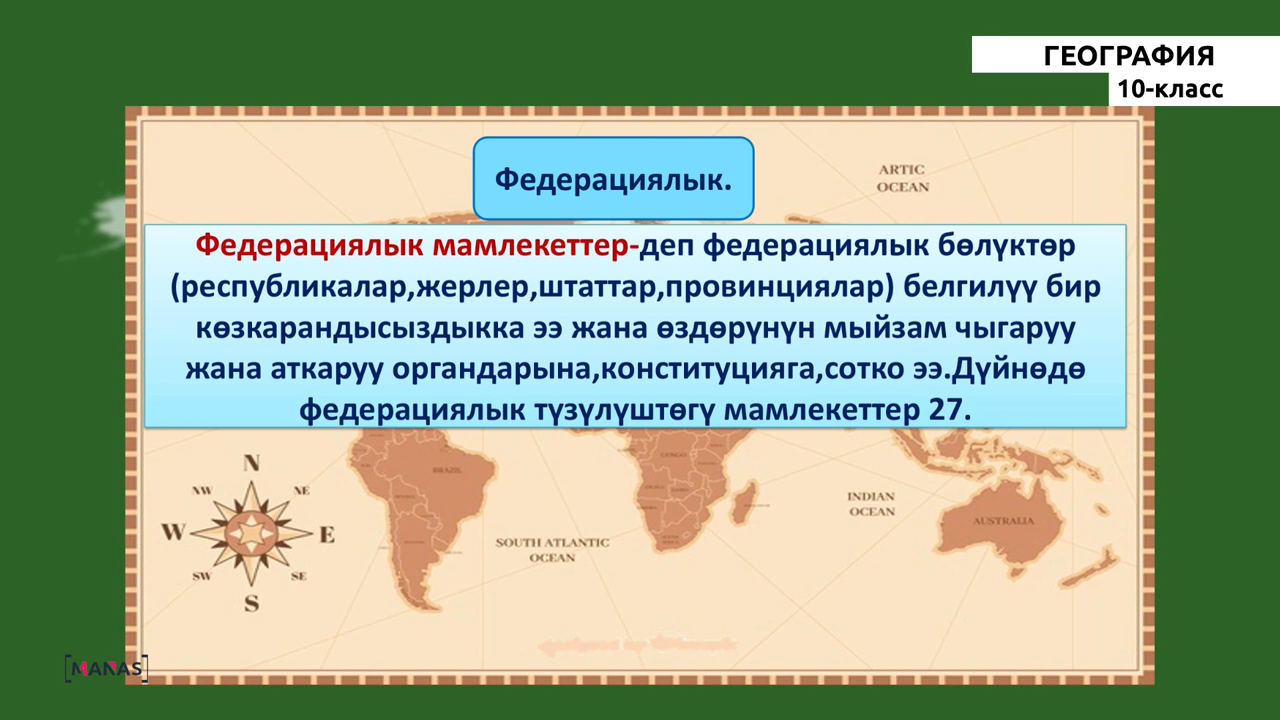 ГЕОГРАФИЯ
10-класс
Федерациялык.
ARTIC
OCEAN
Федерациялык мамлекеттер-деп федерациялык бөлүктөр
(республикалар,жерлер,штаттар,провинциялар) белгилүү бир
көзкарандысыздыкка ээ жана өздөрүнүн мыйзам чыгаруу
жана аткаруу органдарына,конституцияга,сотко ээ.Дүйнөдө
федерациялык түзүлүштөгү мамлекеттер 27.
N
NW
NE
W
E
SW
SE
S
BRAZIL
CONGO
SOUTH ATLANTIC
OCEAN
INDIAN
OCEAN
AUSTRALIA
[MANAS]